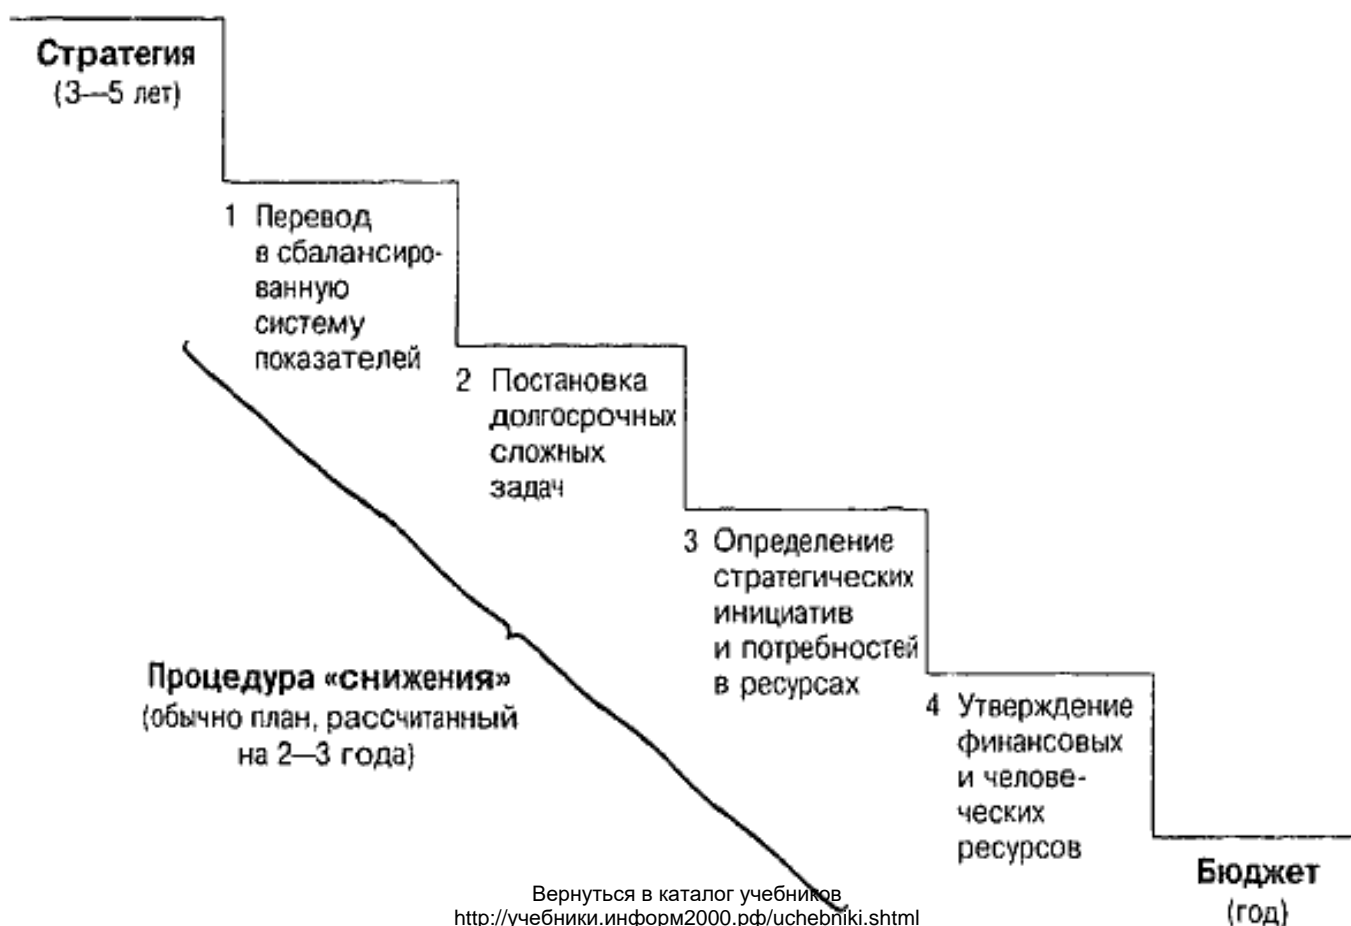 Стратегия
(3—5 лет)
1 Перевод
в сбалансиро-
ванную
систему
показателей
2 Постановка
долгосрочных
сложных
задач
3 Определение
стратегических
инициатив
и потребностей
в ресурсах
4 Утверждение
финансовых
и челове-
ческих
ресурсов
Бюджет
(год)
Процедура «снижения»
(обычно план, рассчитанный
на 2—3 года)
Вернуться в каталог учебников
http://учебники.информ2000.рф/uchebniki.shtml